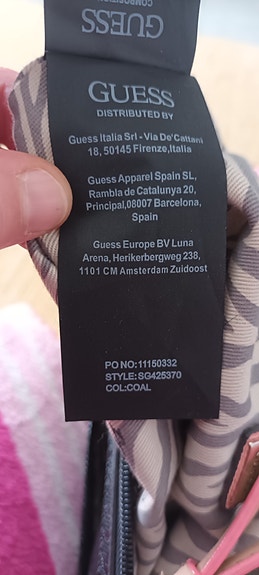 COMPOSITION
GUESS
GUESS
DISTRIBUTED BY
Guess Italia Srl - Via De'Cattani
18, 50145 Firenze,Italia
Guess Apparel Spain SL,
Rambla de Catalunya 20,
Principal,08007 Barcelona,
Spain
Guess Europe BV Luna
Arena, Herikerbergweg 238,
1101 CM Amsterdam Zuidoost
PO NO:11150332
STYLE:SG425370
COL:COAL